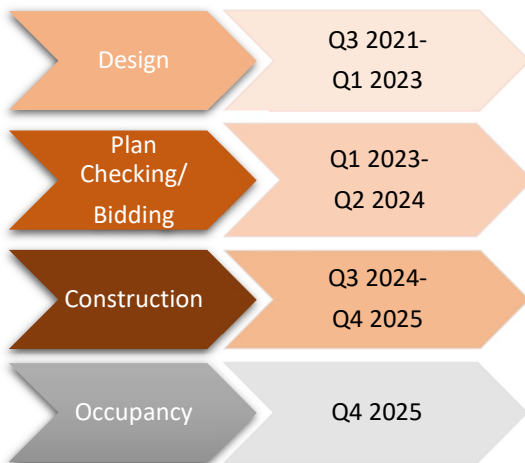 Design
Q3 2021-
Q1 2023
Plan
Checking/
Bidding
Q1 2023-
Q2 2024
Construction
Q3 2024-
Q4 2025
Occupancy
Q4 2025